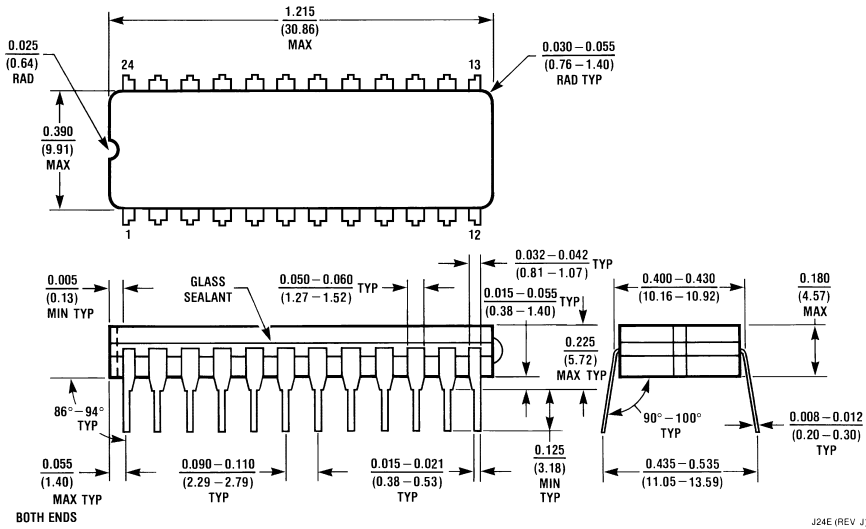 1.215
(30.86)
MAX
0.025
(0.64)
RAD
24
13
0.030 – 0.055
(0.76 – 1.40)
RAD TYP
0.390
(9.91)
MAX
1
12
0.005
(0.13)
MIN TYP
GLASS
SEALANT
0.050 – 0.060
(1.27 – 1.52)
TYP
0.032 – 0.042
(0.81 – 1.07)
TYP
0.015 – 0.055
(0.38 – 1.40)
TYP
0.225
(5.72)
MAX TYP
0.400 – 0.430
(10.16 – 10.92)
0.180
(4.57)
MAX
86° – 94°
TYP
90° – 100°
TYP
0.008 – 0.012
(0.20 – 0.30)
TYP
0.055
(1.40)
MAX TYP
BOTH ENDS
0.090 – 0.110
(2.29 – 2.79)
TYP
0.015 – 0.021
(0.38 – 0.53)
TYP
0.125
(3.18)
MIN
TYP
0.435 – 0.535
(11.05 – 13.59)
J24E (REV J)